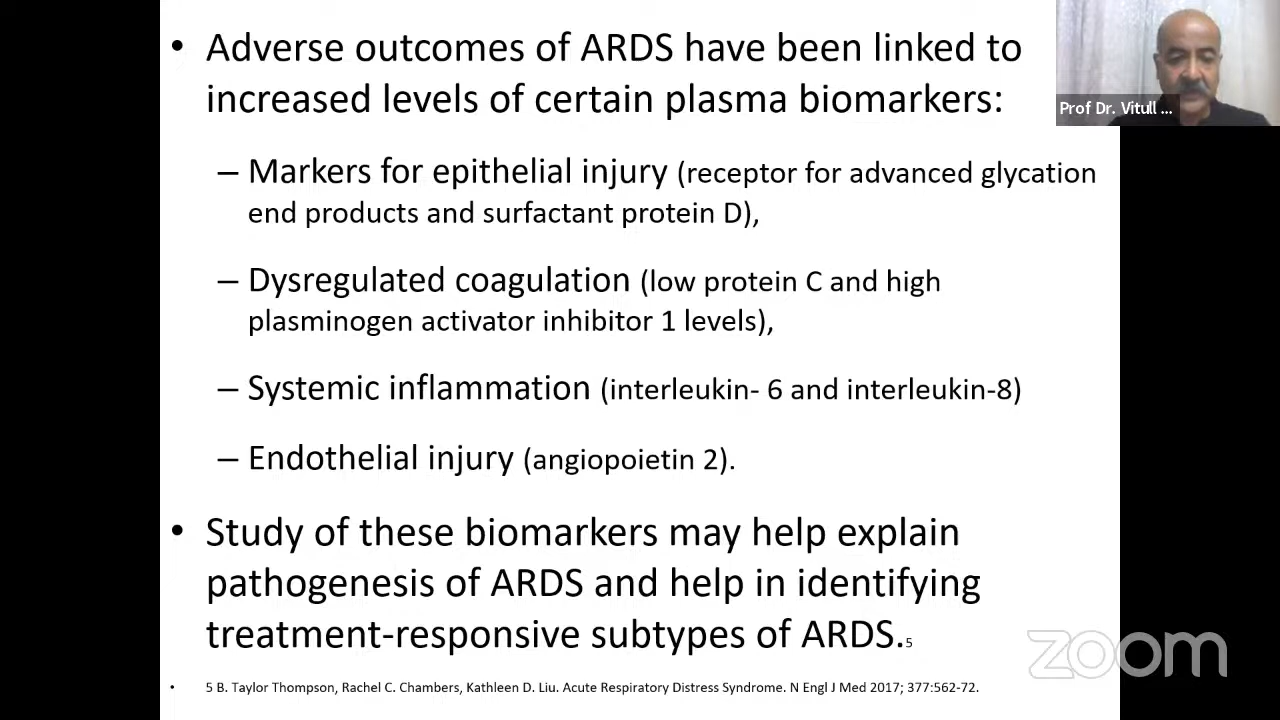 • Adverse outcomes of ARDS have been linked to
increased levels of certain plasma biomarkers:
– Markers for epithelial injury (receptor for advanced glycation
end products and surfactant protein D),
– Dysregulated coagulation (low protein C and high
plasminogen activator inhibitor 1 levels),
– Systemic inflammation (interleukin- 6 and interleukin-8)
– Endothelial injury (angiopoietin 2).
• Study of these biomarkers may help explain
pathogenesis of ARDS and help in identifying
treatment-responsive subtypes of ARDS.5
• 5 B. Taylor Thompson, Rachel C. Chambers, Kathleen D. Liu. Acute Respiratory Distress Syndrome. N Engl J Med 2017; 377:562-72.
Prof Dr. Vitull ...
zoom